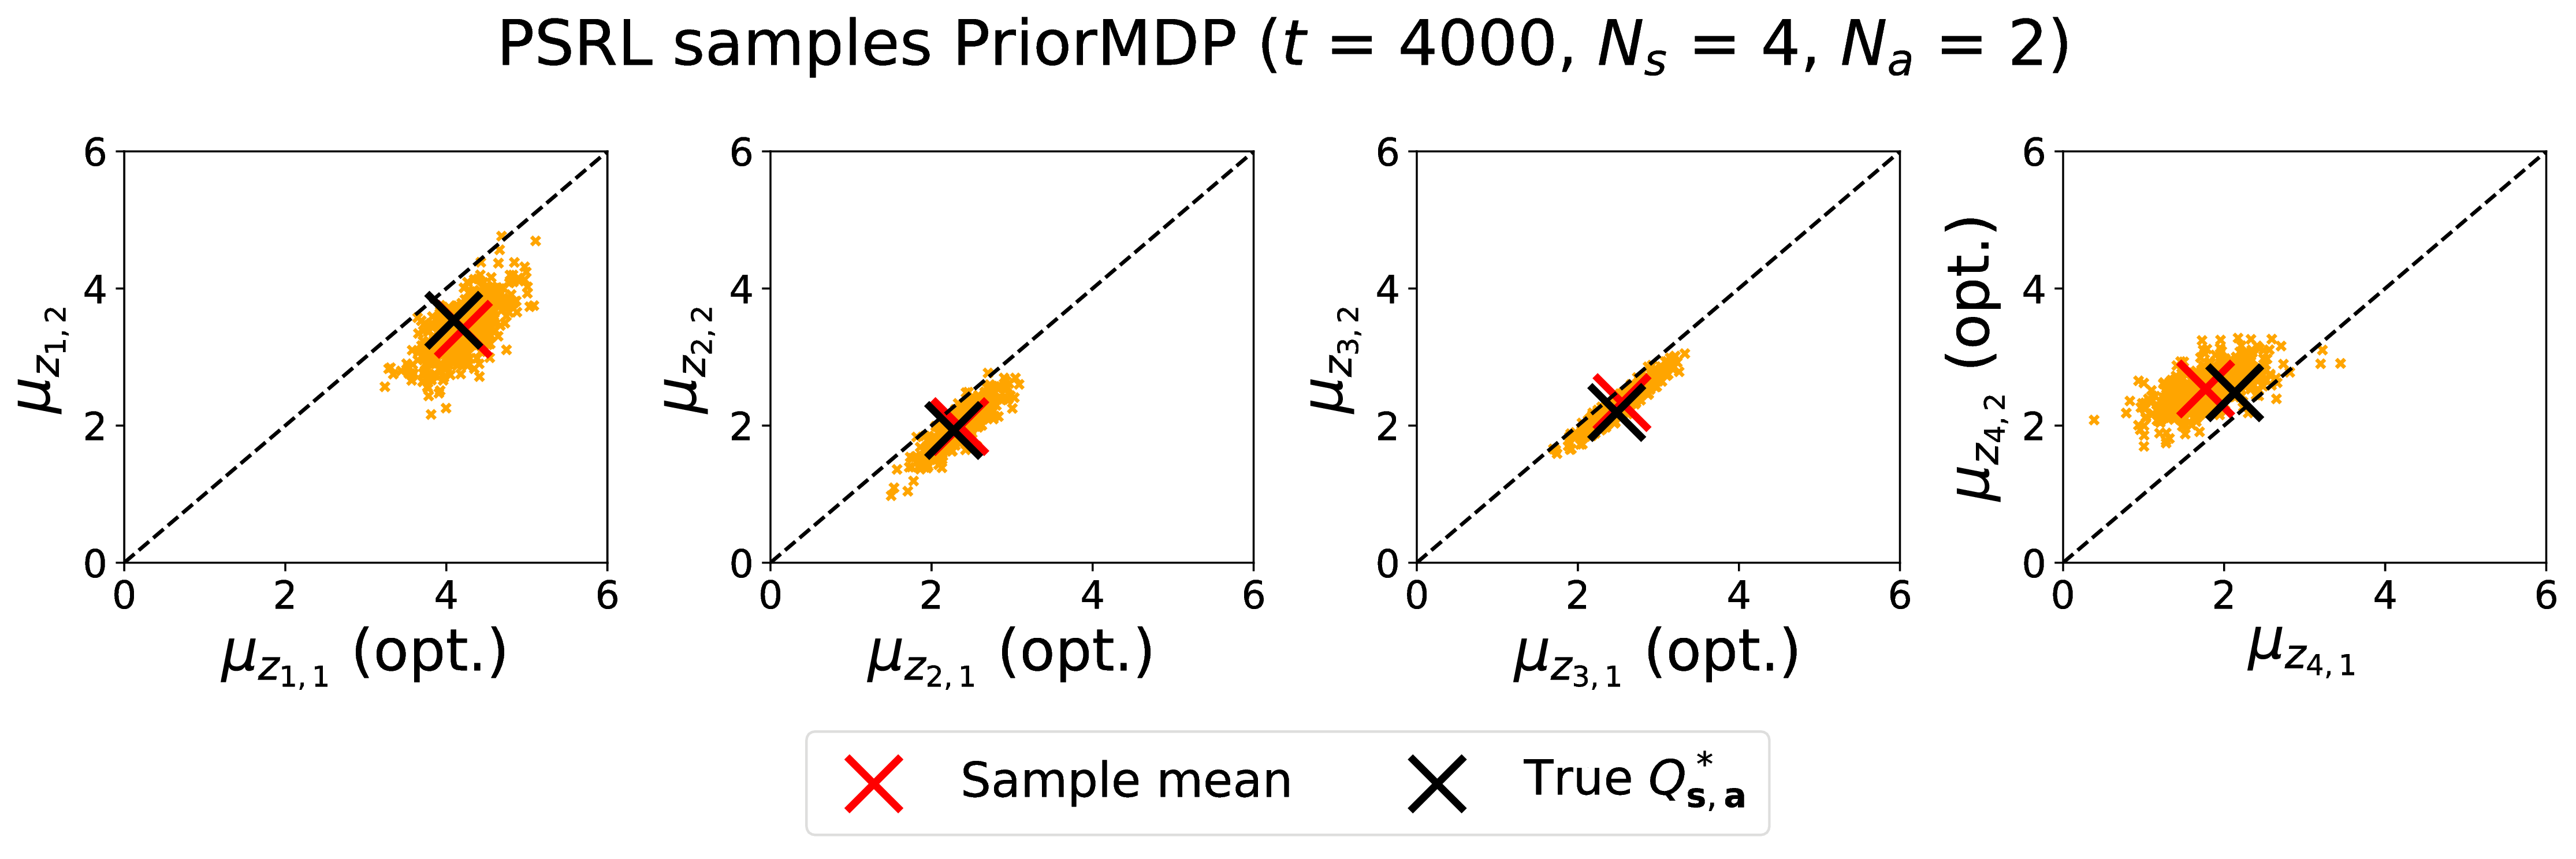 PSRL samples PriorMDP (t = 4000, N_s = 4, N_a = 2)
6
4
2
0
0 2 4 6
μ_{z_{1,2}}
μ_{z_{1,1}} (opt.)
6
4
2
0
0 2 4 6
μ_{z_{2,2}}
μ_{z_{2,1}} (opt.)
6
4
2
0
0 2 4 6
μ_{z_{3,2}}
μ_{z_{3,1}} (opt.)
6
4
2
0
0 2 4 6
μ_{z_{4,2}} (opt.)
μ_{z_{4,1}}
Sample mean
True Q^*_{s,a}